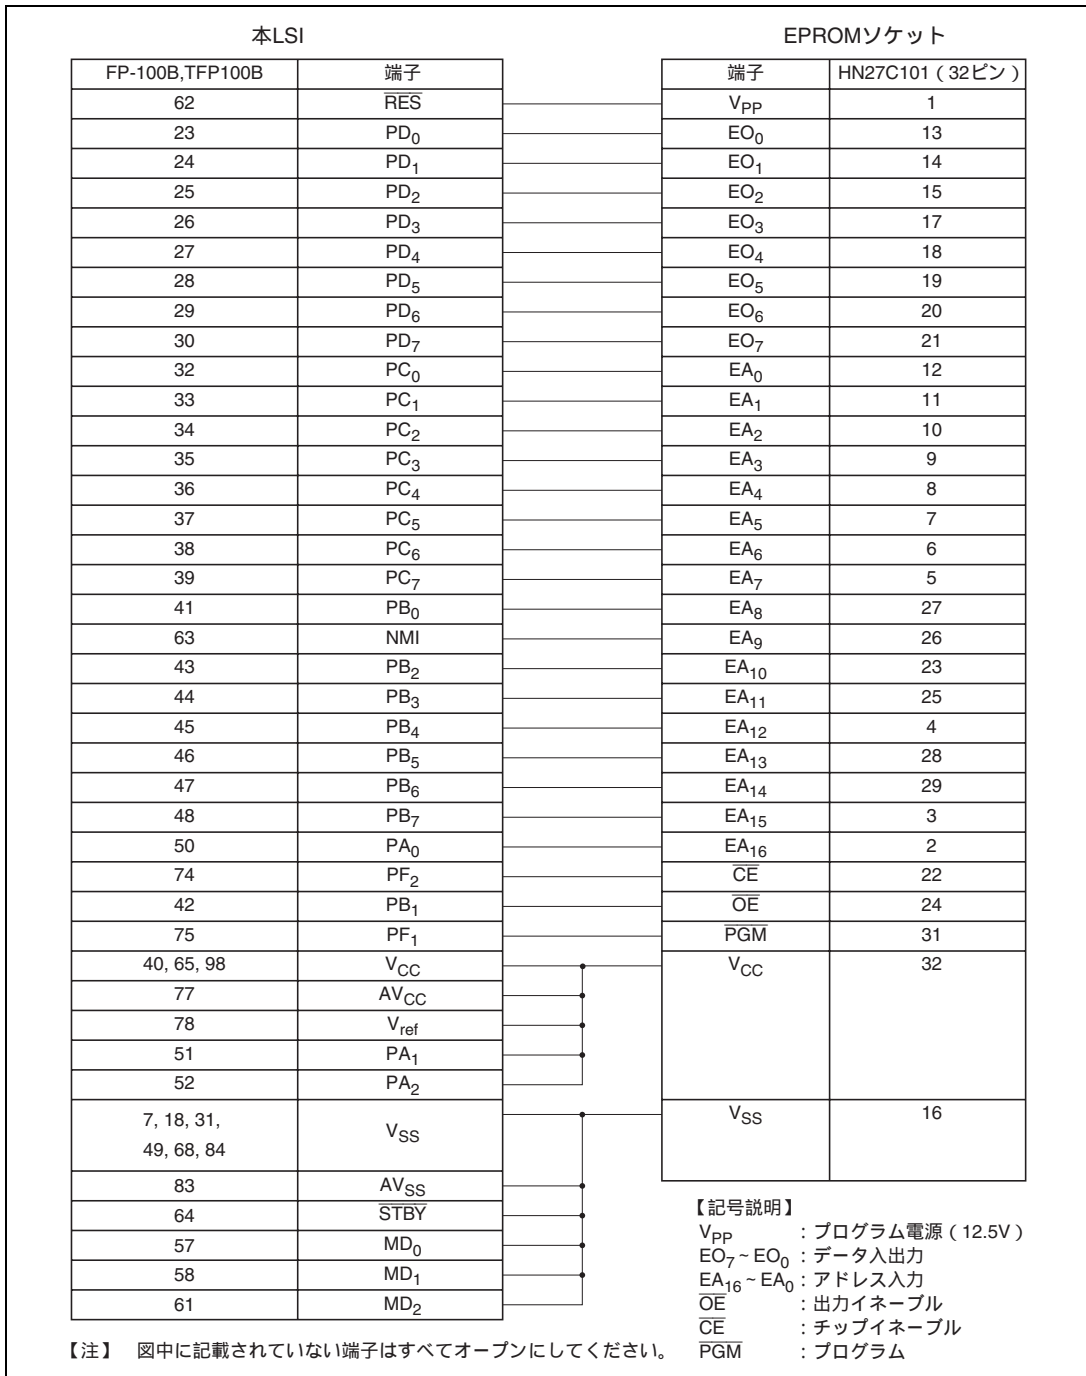 本LSI EPROMソケット
FP-100B,TFP100B 端子 端子 HN27C101（32ピン）
62 R̅E̅S̅ VPP 1
23 PD0 EO0 13
24 PD1 EO1 14
25 PD2 EO2 15
26 PD3 EO3 17
27 PD4 EO4 18
28 PD5 EO5 19
29 PD6 EO6 20
30 PD7 EO7 21
32 PC0 EA0 12
33 PC1 EA1 11
34 PC2 EA2 10
35 PC3 EA3 9
36 PC4 EA4 8
37 PC5 EA5 7
38 PC6 EA6 6
39 PC7 EA7 5
41 PB0 EA8 27
63 NMI EA9 26
43 PB2 EA10 23
44 PB3 EA11 25
45 PB4 EA12 4
46 PB5 EA13 28
47 PB6 EA14 29
48 PB7 EA15 3
50 PA0 EA16 2
74 PF2 C̅E̅ 22
42 PB1 O̅E̅ 24
75 PF1 P̅G̅M̅ 31
40, 65, 98 VCC VCC 32
77 AVCC
78 Vref
51 PA1
52 PA2
7, 18, 31,
49, 68, 84 VSS VSS 16
83 AVSS
64 S̅T̅B̅Y̅
57 MD0
58 MD1
61 MD2
【記号説明】
VPP ：プログラム電源（12.5V）
EO7～EO0：データ入出力
EA16～EA0：アドレス入力
O̅E̅ ：出力イネーブル
C̅E̅ ：チップイネーブル
P̅G̅M̅ ：プログラム
【注】 図中に記載されていない端子はすべてオープンにしてください。